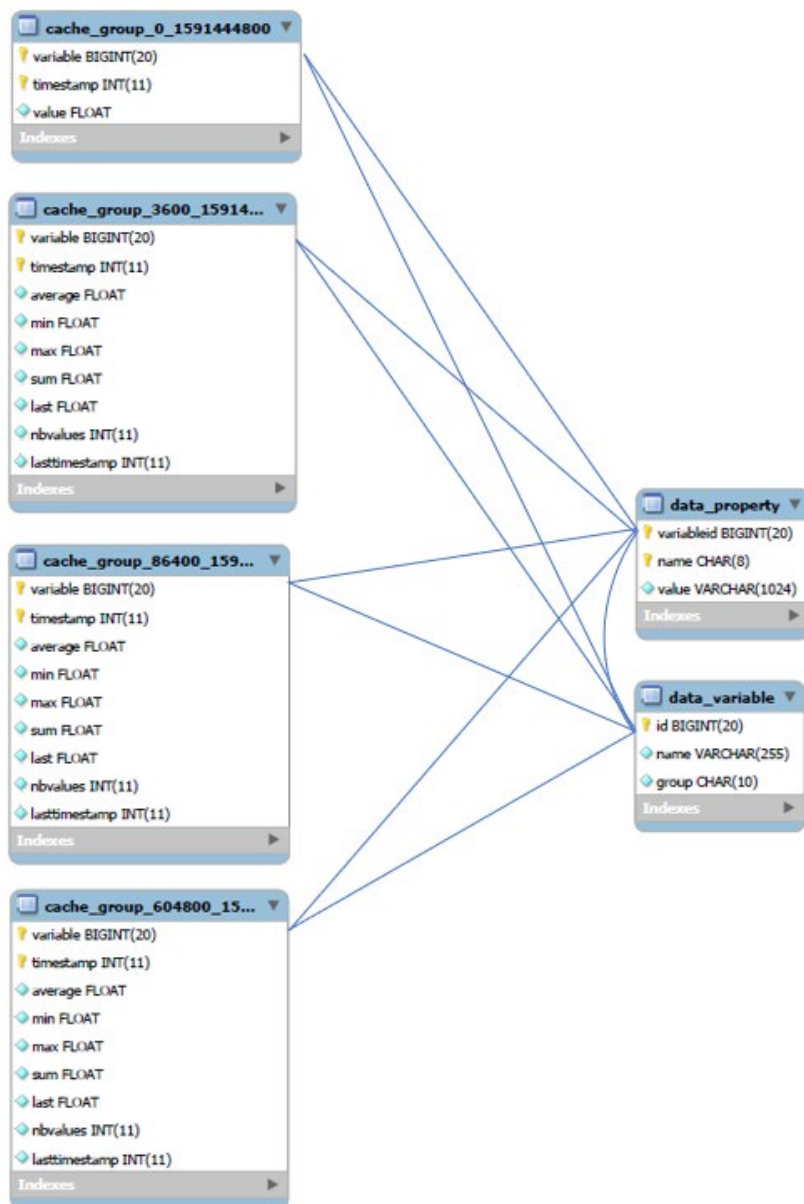 cache_group_0_1591444800
variable BIGINT(20)
timestamp INT(11)
value FLOAT
Indexes
cache_group_3600_15914...
variable BIGINT(20)
timestamp INT(11)
average FLOAT
min FLOAT
max FLOAT
sum FLOAT
last FLOAT
nbvalues INT(11)
lasttimestamp INT(11)
Indexes
cache_group_86400_159...
variable BIGINT(20)
timestamp INT(11)
average FLOAT
min FLOAT
max FLOAT
sum FLOAT
last FLOAT
nbvalues INT(11)
lasttimestamp INT(11)
Indexes
cache_group_604800_15...
variable BIGINT(20)
timestamp INT(11)
average FLOAT
min FLOAT
max FLOAT
sum FLOAT
last FLOAT
nbvalues INT(11)
lasttimestamp INT(11)
Indexes
data_property
variableid BIGINT(20)
name CHAR(8)
value VARCHAR(1024)
Indexes
data_variable
id BIGINT(20)
name VARCHAR(255)
group CHAR(10)
Indexes